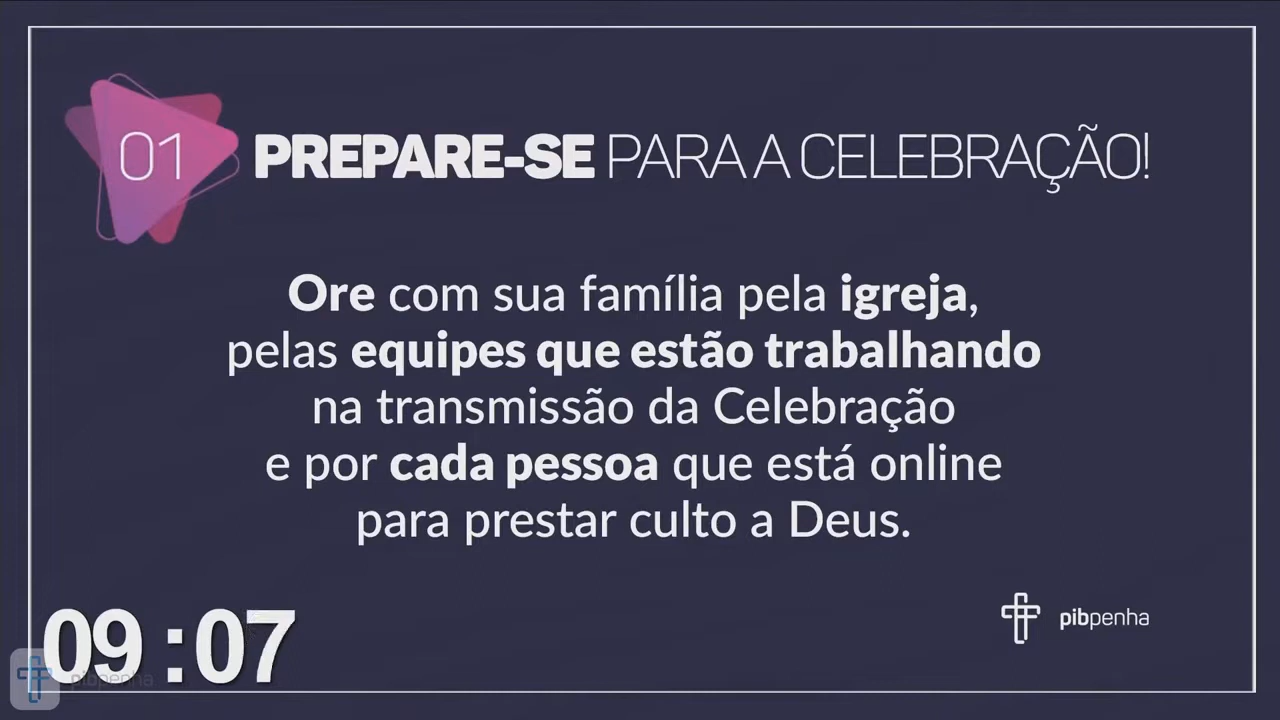 01 PREPARE-SE PARA A CELEBRAÇÃO!
Ore com sua família pela igreja,
pelas equipes que estão trabalhando
na transmissão da Celebração
e por cada pessoa que está online
para prestar culto a Deus.
pibpenha
09:07
pibpenha